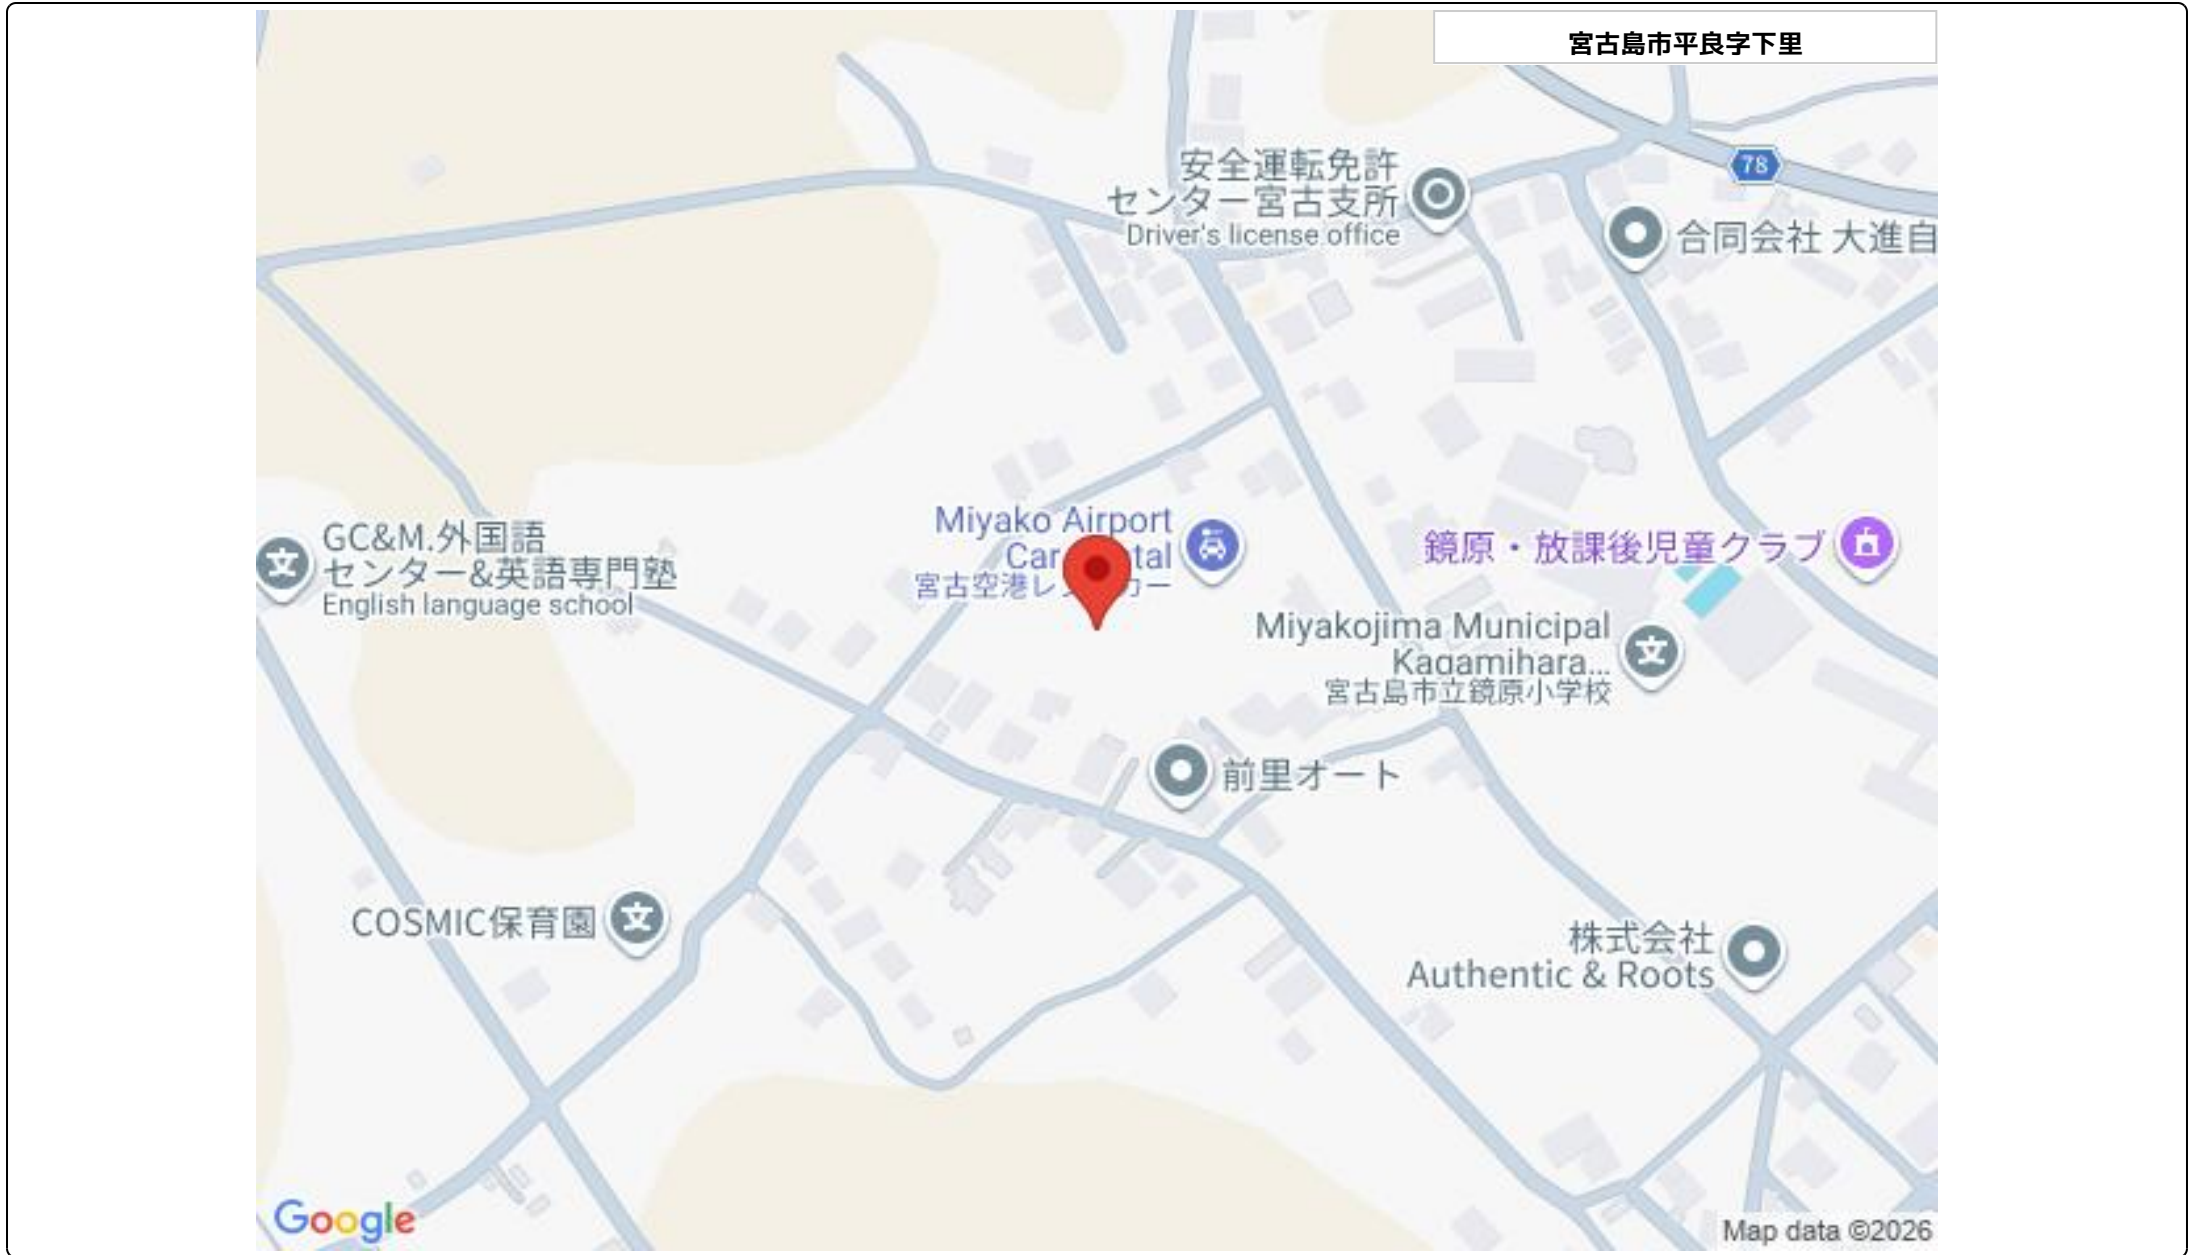 宮古島市平良字下里
78
安全運転免許
センター宮古支所
Driver's license office
合同会社 大進自
Miyako Airport
Car
tal
宮古空港レ
カー
GC&M.外国語
センター&英語専門塾
English language school
鏡原・放課後児童クラブ
Miyakojima Municipal
Kagamihara...
宮古島市立鏡原小学校
前里オート
COSMIC保育園
株式会社
Authentic & Roots
Google
Map data ©2026